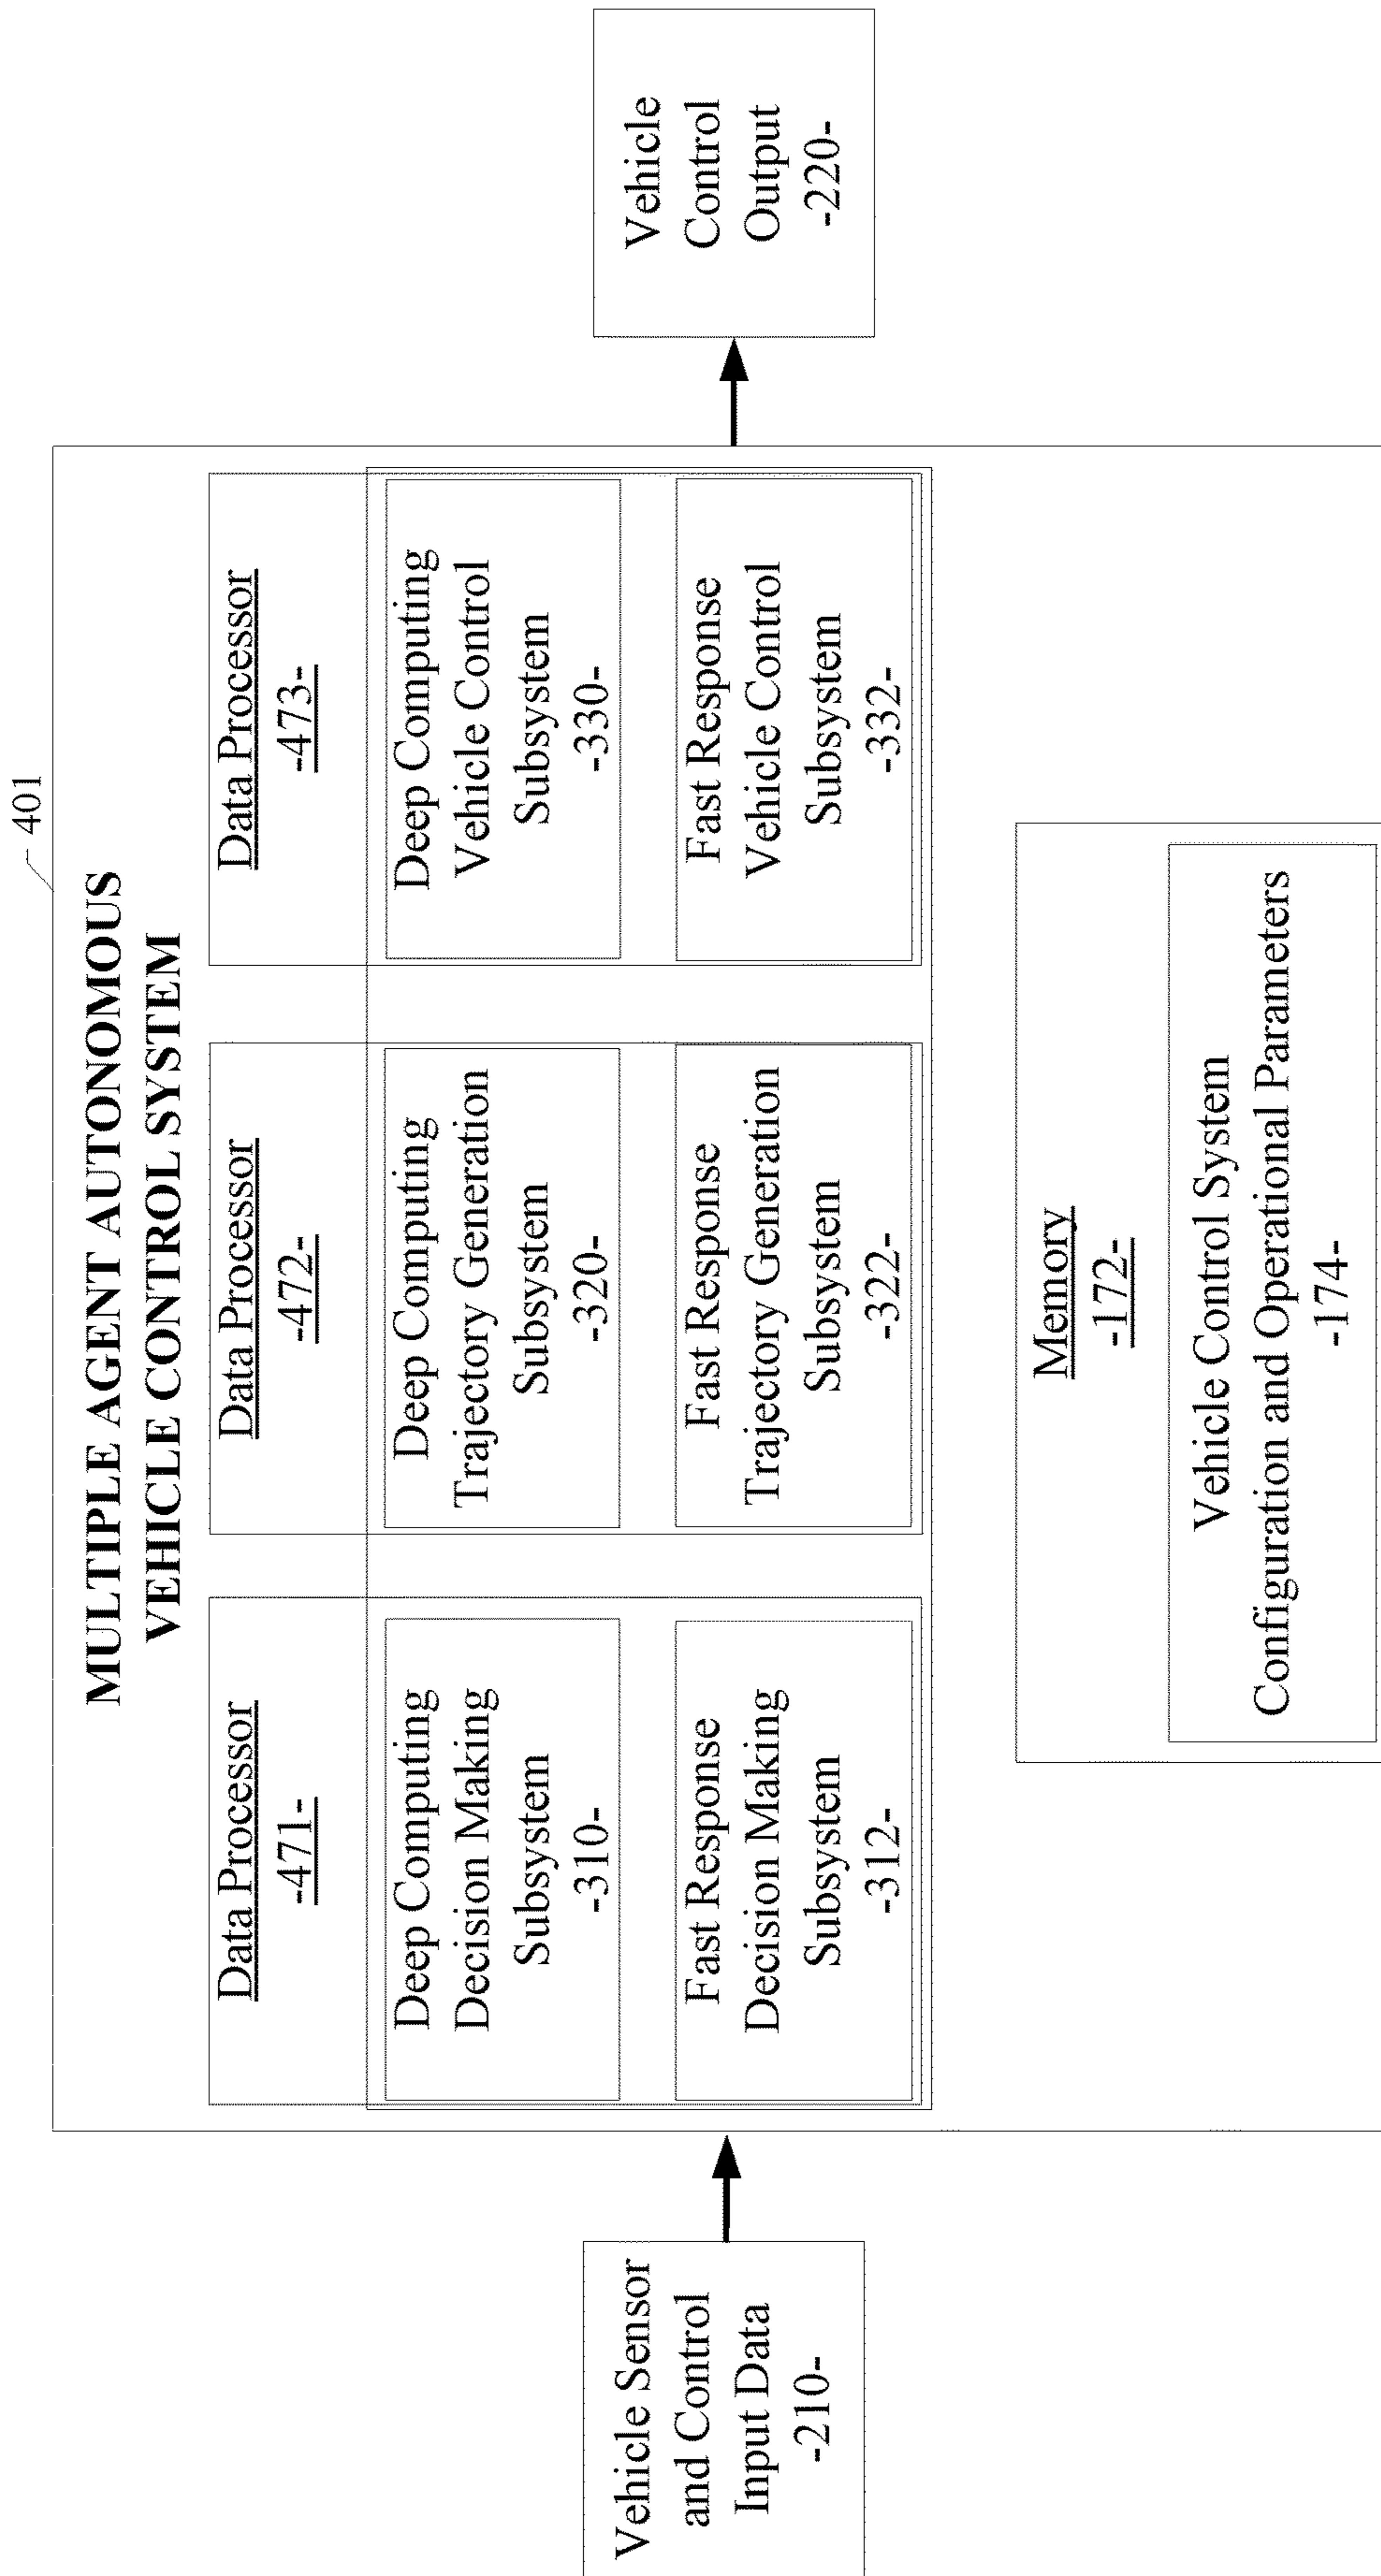 401
MULTIPLE AGENT AUTONOMOUS
VEHICLE CONTROL SYSTEM
Vehicle Sensor
and Control
Input Data
-210-
Data Processor
-471-
Deep Computing
Decision Making
Subsystem
-310-
Fast Response
Decision Making
Subsystem
-312-
Data Processor
-472-
Deep Computing
Trajectory Generation
Subsystem
-320-
Fast Response
Trajectory Generation
Subsystem
-322-
Data Processor
-473-
Deep Computing
Vehicle Control
Subsystem
-330-
Fast Response
Vehicle Control
Subsystem
-332-
Memory
-172-
Vehicle Control System
Configuration and Operational Parameters
-174-
Vehicle
Control
Output
-220-